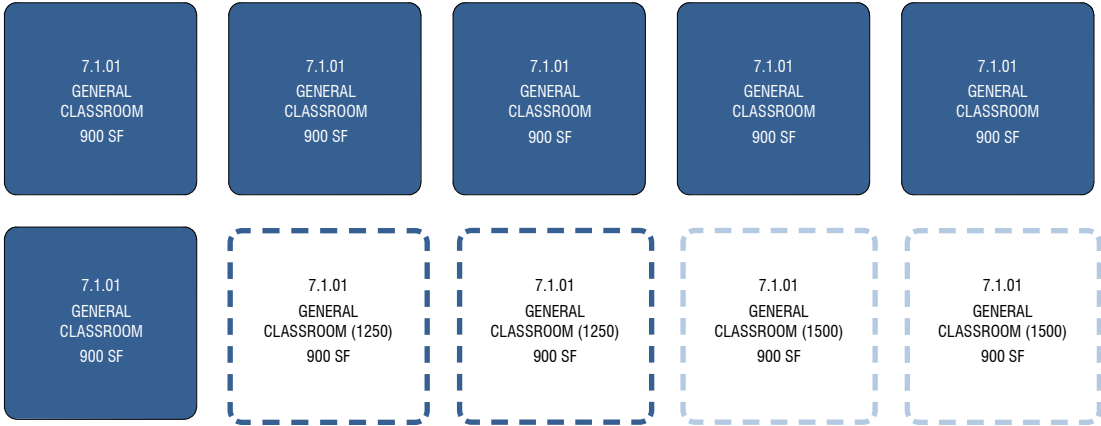 7.1.01
GENERAL
CLASSROOM
900 SF
7.1.01
GENERAL
CLASSROOM
900 SF
7.1.01
GENERAL
CLASSROOM
900 SF
7.1.01
GENERAL
CLASSROOM
900 SF
7.1.01
GENERAL
CLASSROOM
900 SF
7.1.01
GENERAL
CLASSROOM
900 SF
7.1.01
GENERAL
CLASSROOM (1250)
900 SF
7.1.01
GENERAL
CLASSROOM (1250)
900 SF
7.1.01
GENERAL
CLASSROOM (1500)
900 SF
7.1.01
GENERAL
CLASSROOM (1500)
900 SF